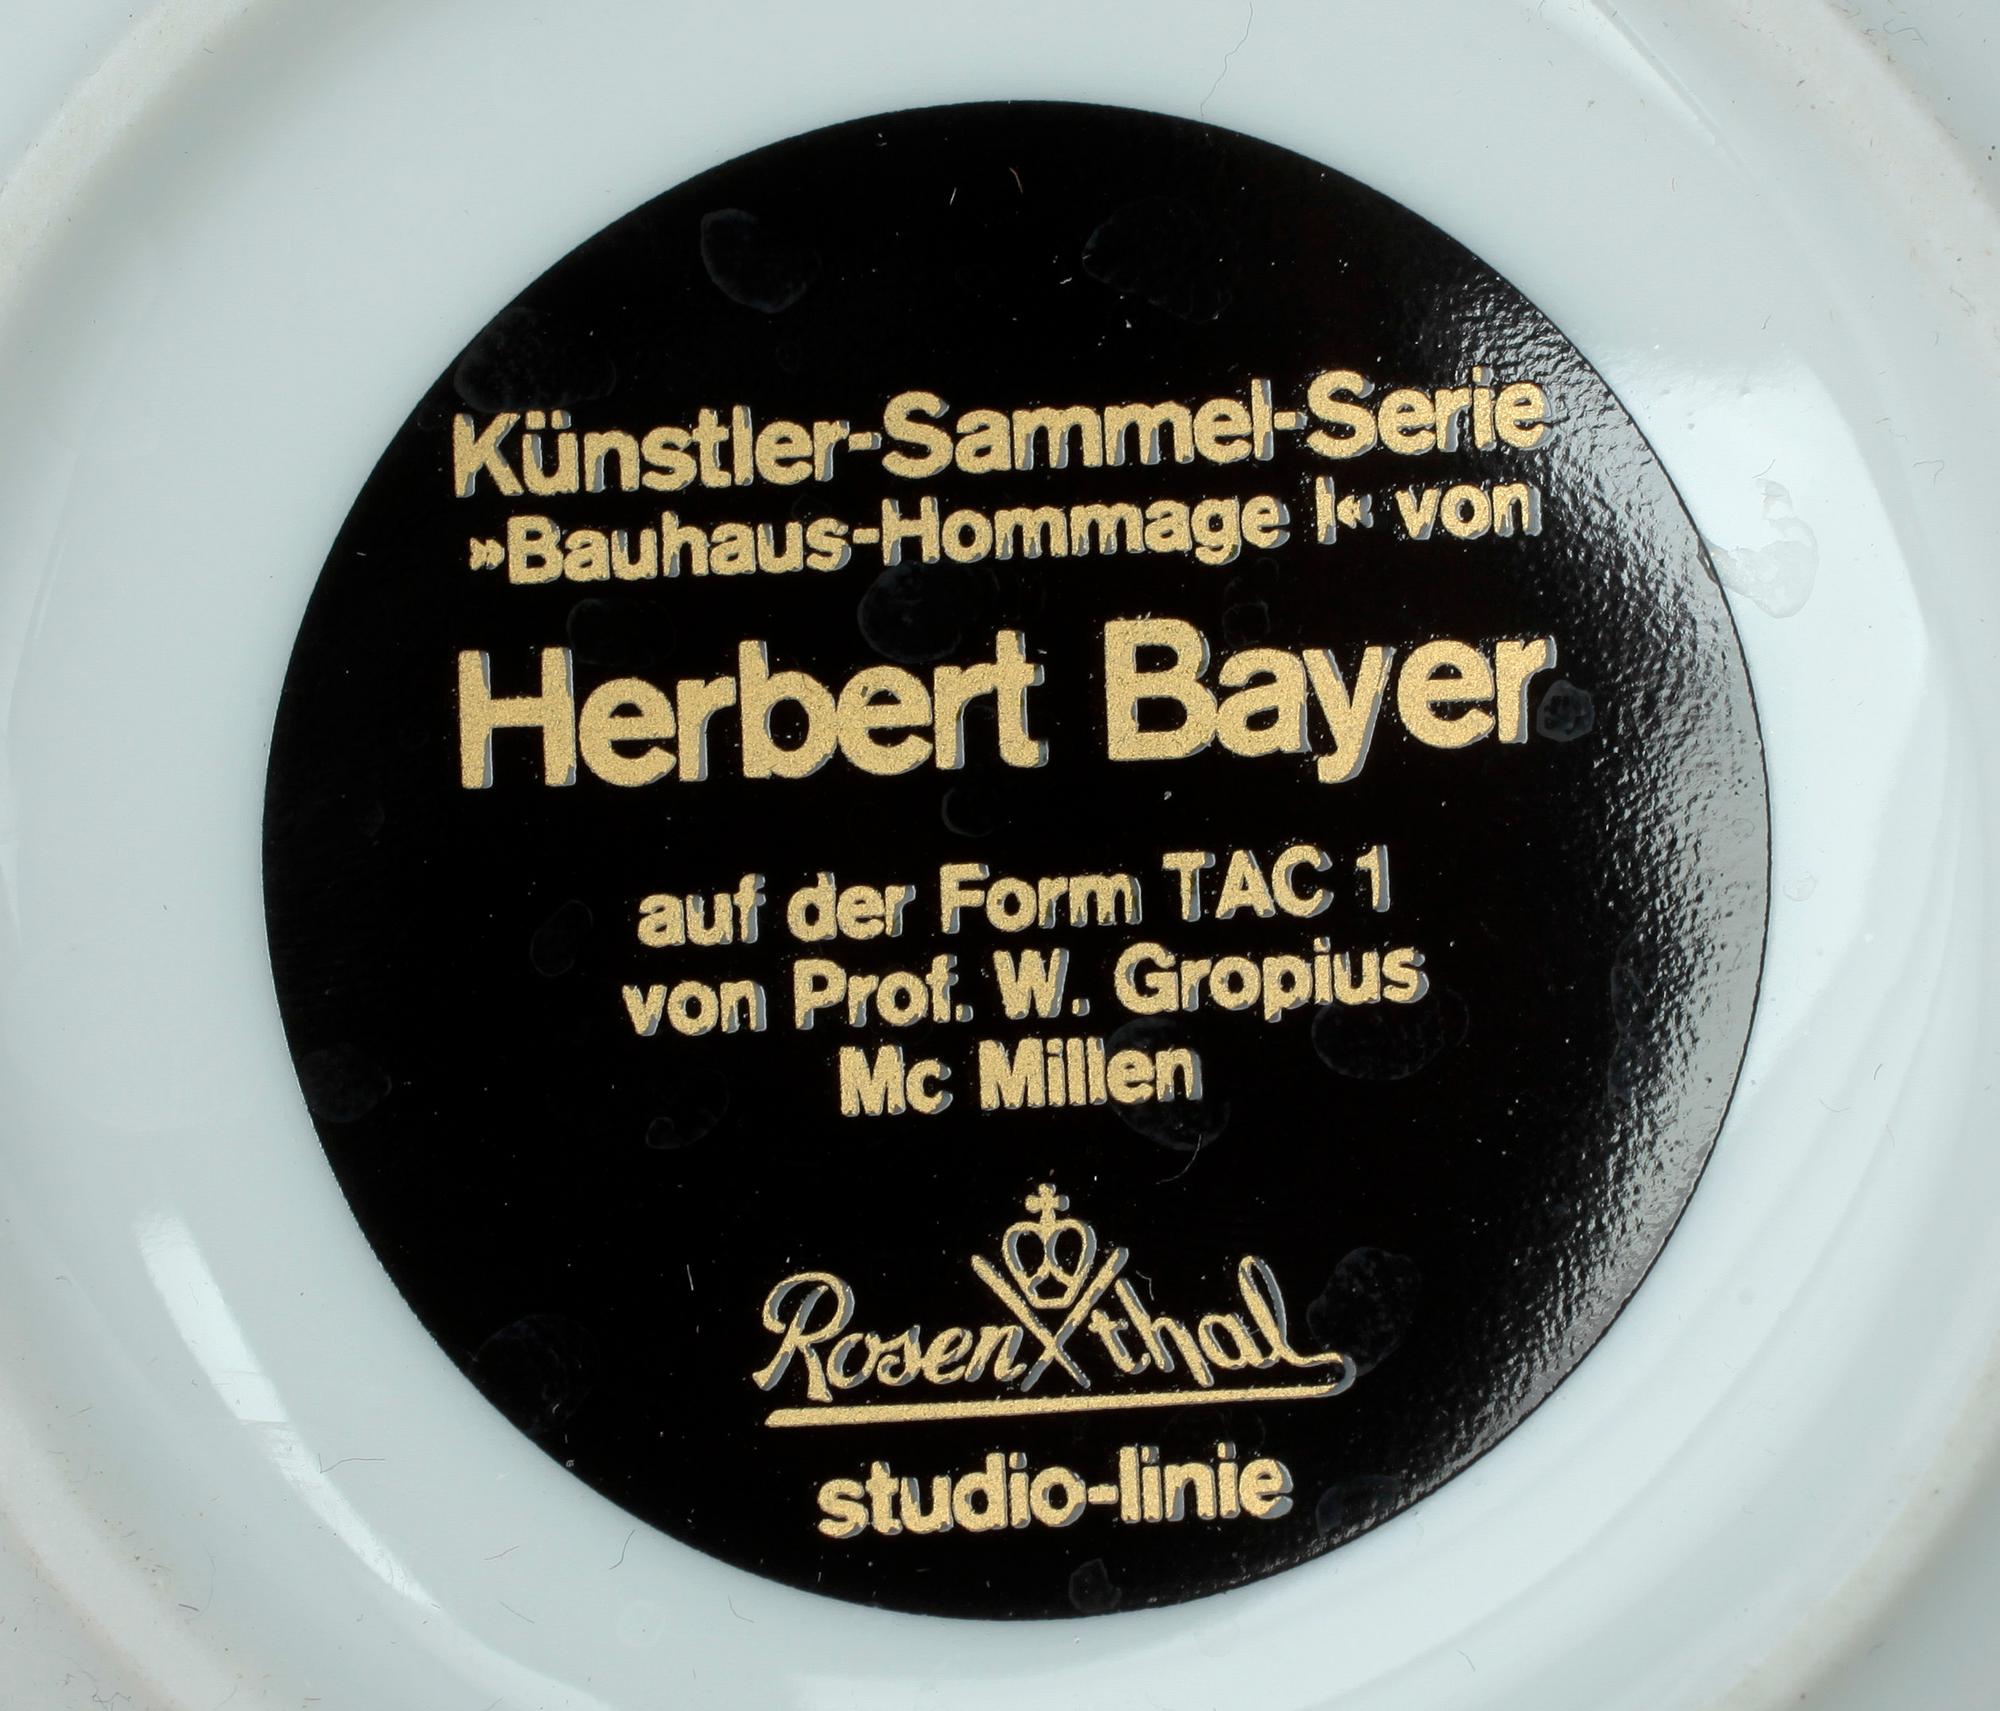 Künstler-Sammel-Serie
»Bauhaus-Hommage I« von
Herbert Bayer
auf der Form TAC 1
von Prof. W. Gropius
Mc Millen
Rosenthal
studio-linie